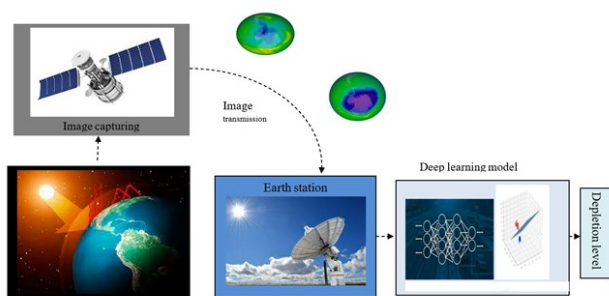 Image capturing
Image
transmission
Earth station
Deep learning model
Depletion level